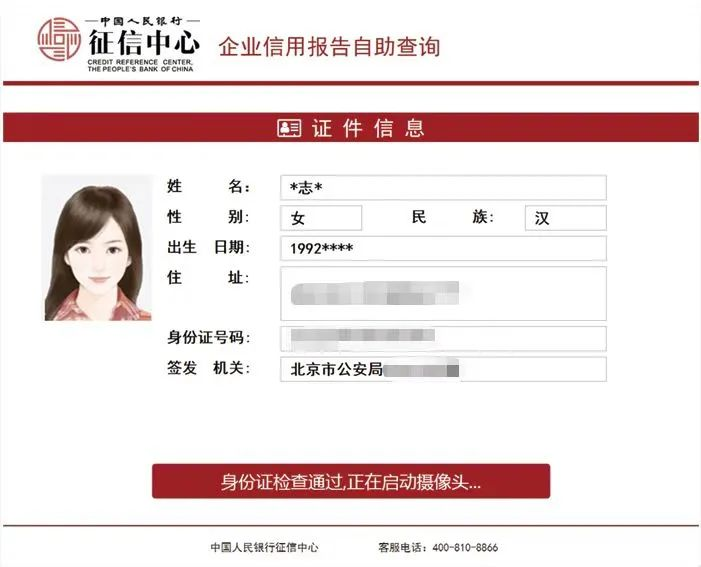 中国人民银行
征信中心
CREDIT REFERENCE CENTER,
THE PEOPLE'S BANK OF CHINA
企业信用报告自助查询
证件信息
姓 名: *志*
性 别: 女 民 族: 汉
出生 日期: 1992****
住 址:
身份证号码:
签发 机关: 北京市公安局
身份证检查通过,正在启动摄像头...
中国人民银行征信中心 客服电话: 400-810-8866